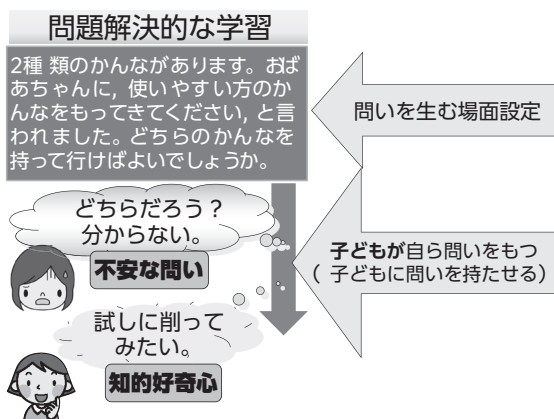 問題解決的な学習
2種 類のかんながあります。おば
あちゃんに, 使いやすい方のか
んなをもってきてください, と言
われました。どちらのかんなを
持って行けばよいでしょうか。
問いを生む場面設定
どちらだろう？
分からない。
不安な問い
子どもが自ら問いをもつ
( 子どもに問いを持たせる)
試しに削って
みたい。
知的好奇心